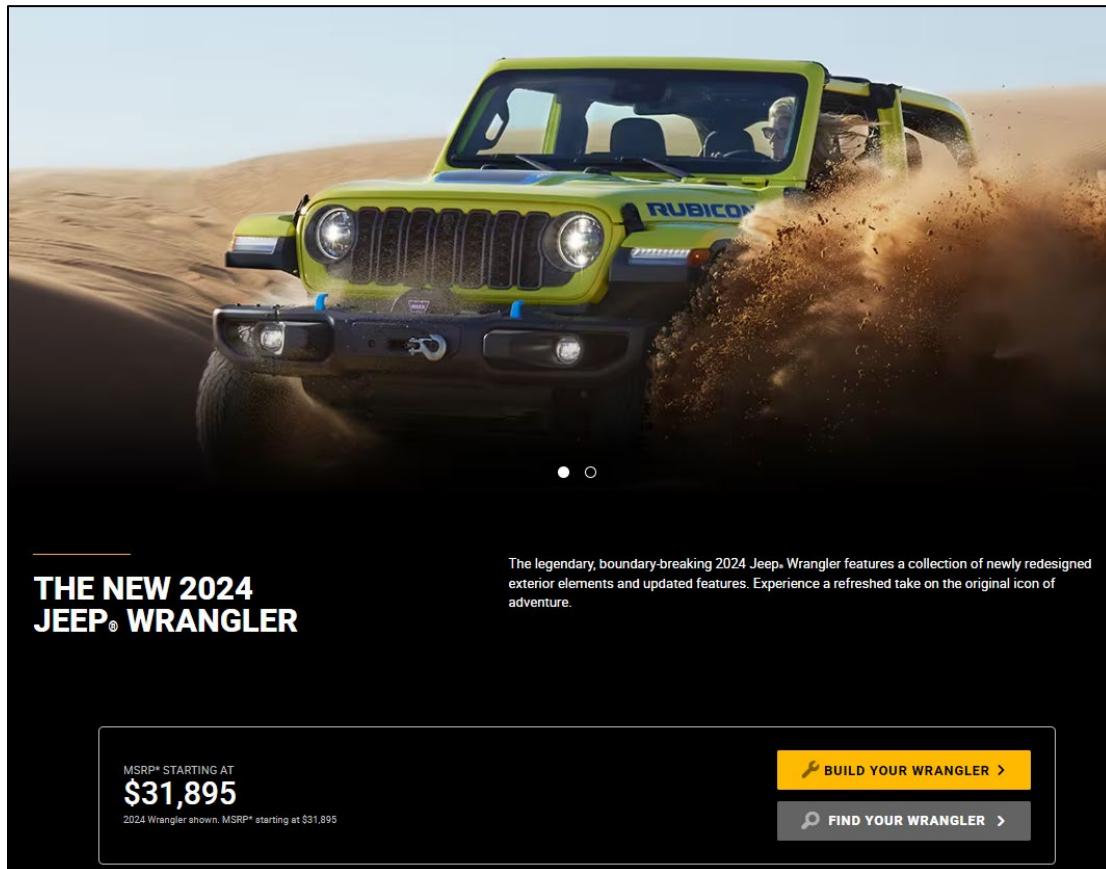 RUBICON
THE NEW 2024
JEEP® WRANGLER
The legendary, boundary-breaking 2024 Jeep® Wrangler features a collection of newly redesigned
exterior elements and updated features. Experience a refreshed take on the original icon of
adventure.
MSRP* STARTING AT
$31,895
2024 Wrangler shown. MSRP* starting at $31,895
BUILD YOUR WRANGLER >
FIND YOUR WRANGLER >